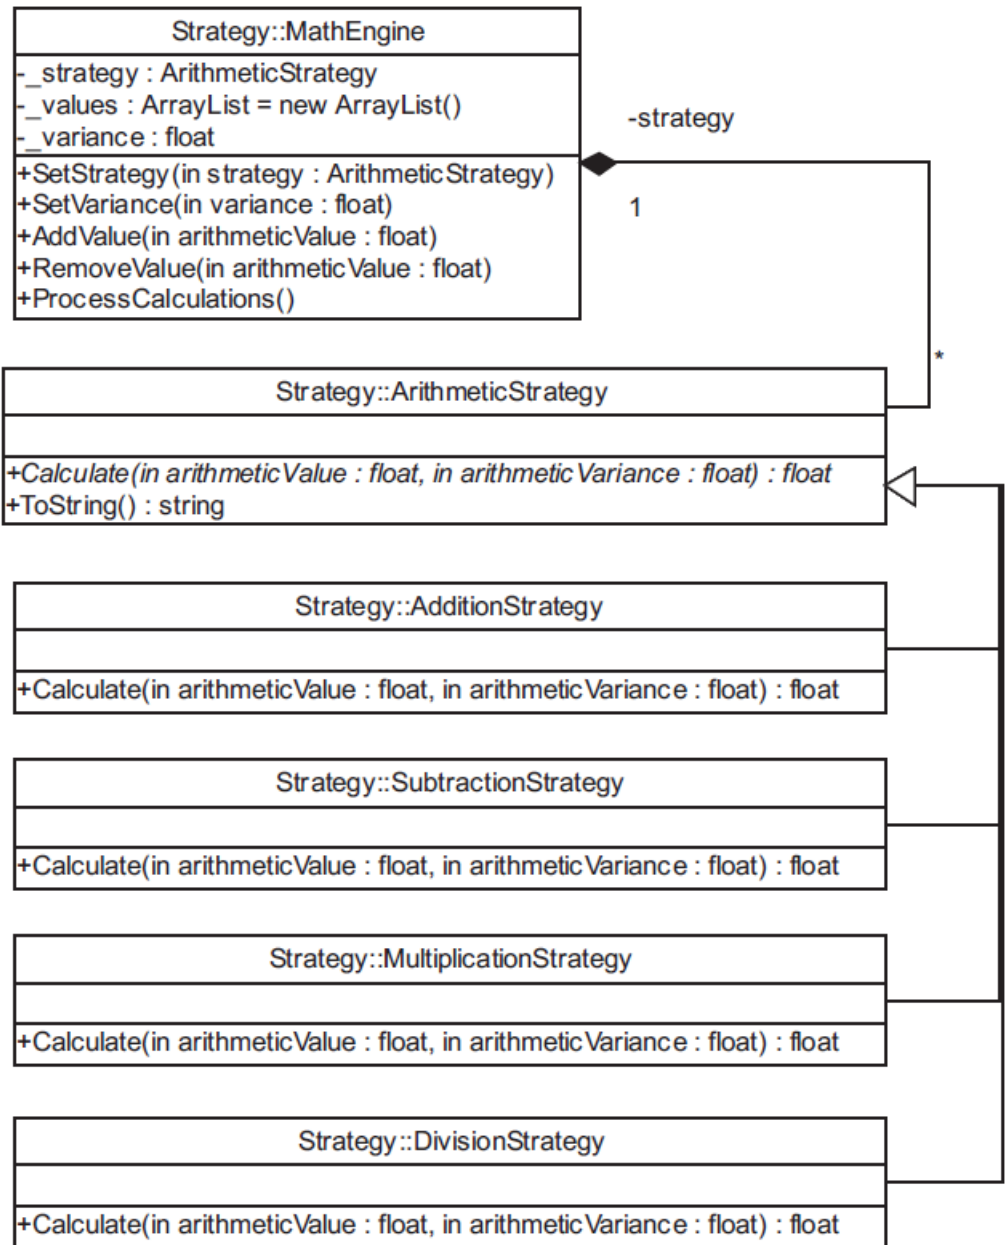 Strategy::MathEngine
-_strategy : ArithmeticStrategy
-_values : ArrayList = new ArrayList()
-_variance : float
+SetStrategy(in strategy : ArithmeticStrategy)
+SetVariance(in variance : float)
+AddValue(in arithmeticValue : float)
+RemoveValue(in arithmeticValue : float)
+ProcessCalculations()
-strategy
1
*
Strategy::ArithmeticStrategy
+Calculate(in arithmeticValue : float, in arithmeticVariance : float) : float
+ToString() : string
Strategy::AdditionStrategy
+Calculate(in arithmeticValue : float, in arithmeticVariance : float) : float
Strategy::SubtractionStrategy
+Calculate(in arithmeticValue : float, in arithmeticVariance : float) : float
Strategy::MultiplicationStrategy
+Calculate(in arithmeticValue : float, in arithmeticVariance : float) : float
Strategy::DivisionStrategy
+Calculate(in arithmeticValue : float, in arithmeticVariance : float) : float